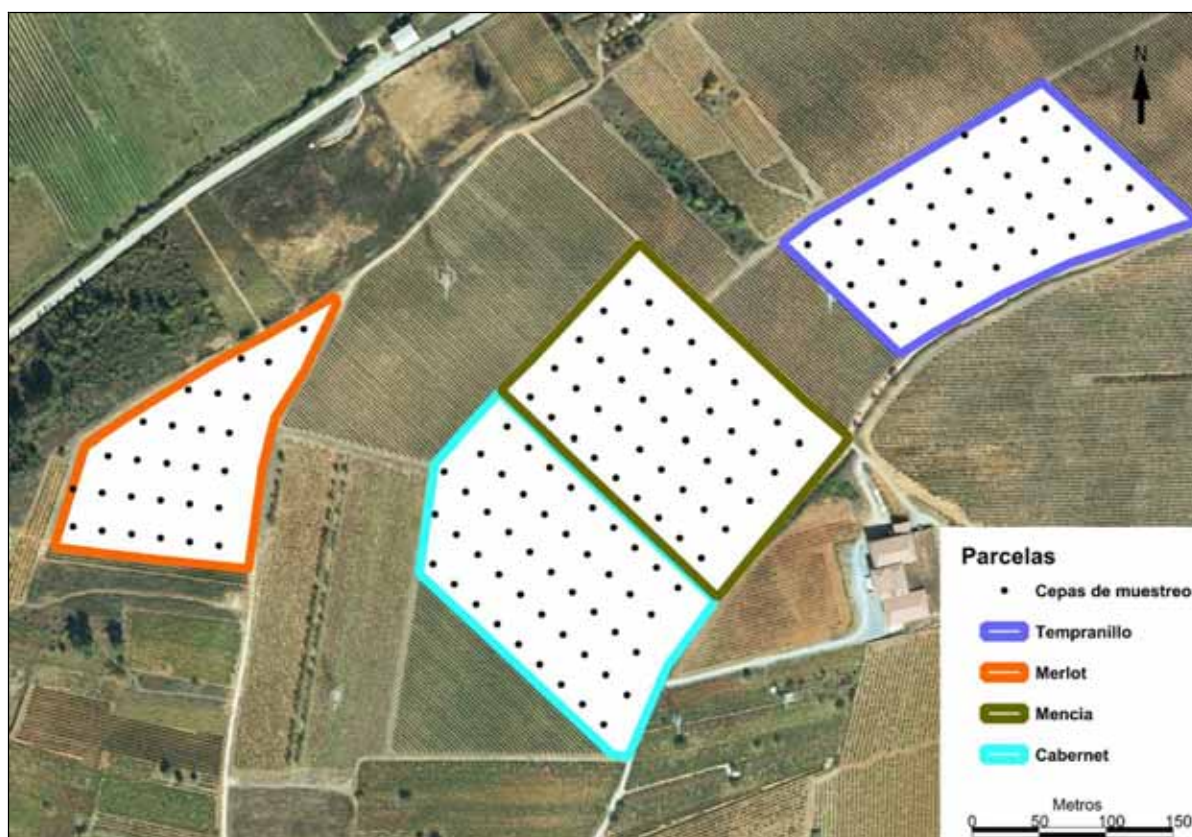 N
Parcelas
Cepas de muestreo
Tempranillo
Merlot
Mencia
Cabernet
Metros
0 50 100 150